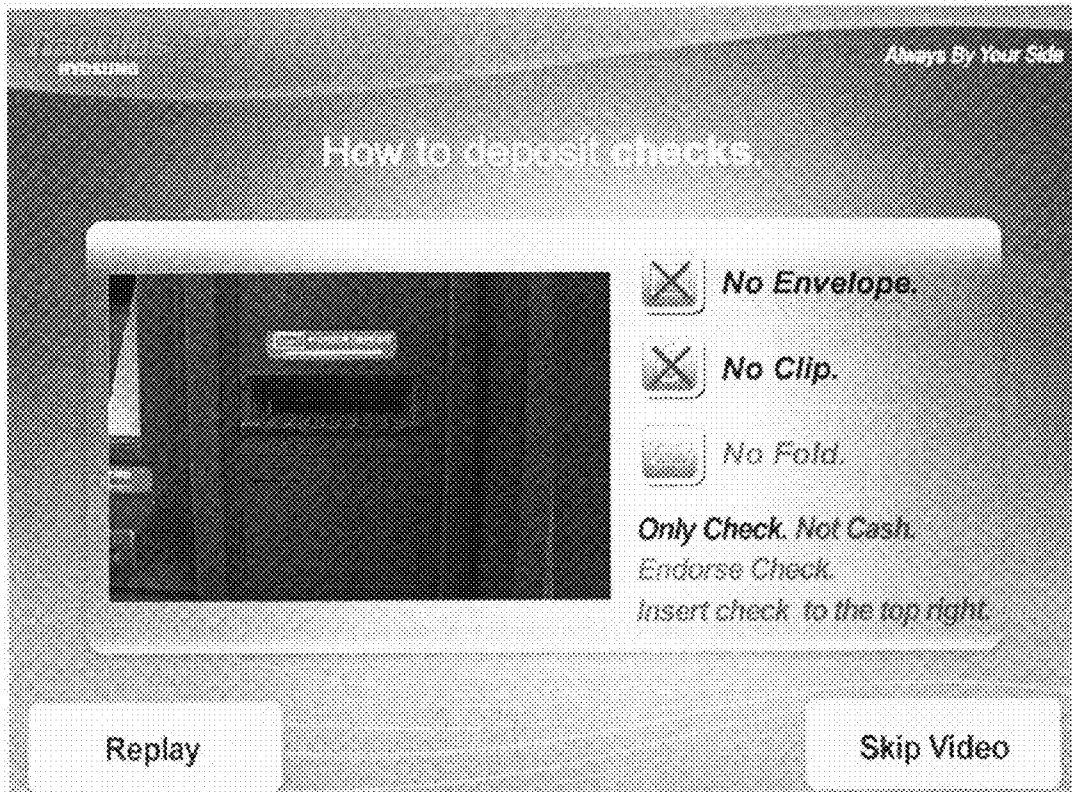 Always By Your Side
How to deposit checks
No Envelope.
No Clip.
No Fold.
Only Check. Not Cash.
Endorse Check.
Insert check to the top right.
Replay
Skip Video